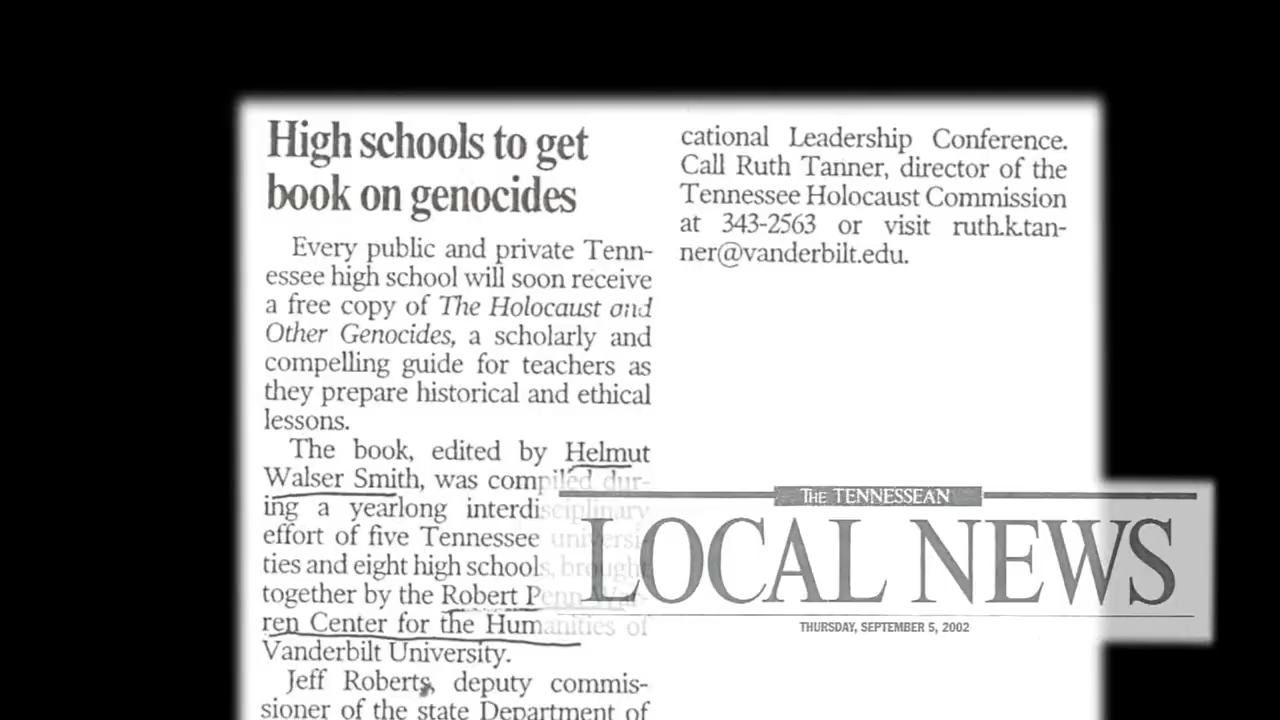 High schools to get
book on genocides
Every public and private Tenn-
essee high school will soon receive
a free copy of The Holocaust and
Other Genocides, a scholarly and
compelling guide for teachers as
they prepare historical and ethical
lessons.
The book, edited by Helmut
Walser Smith, was compiled dur-
ing a yearlong interdisciplinary
effort of five Tennessee universi-
ties and eight high schools, brought
together by the Robert Penn War-
ren Center for the Humanities of
Vanderbilt University.
Jeff Roberts, deputy commis-
sioner of the state Department of
cational Leadership Conference.
Call Ruth Tanner, director of the
Tennessee Holocaust Commission
at 343-2563 or visit ruth.k.tan-
ner@vanderbilt.edu.
THE TENNESSEAN
LOCAL NEWS
THURSDAY, SEPTEMBER 5, 2002